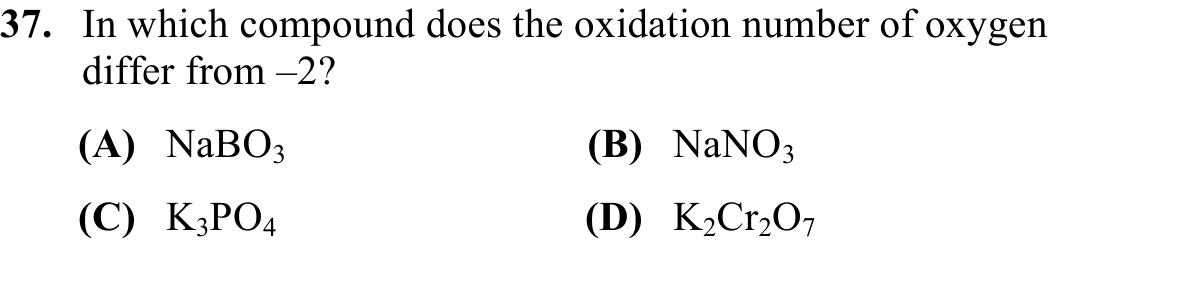 37. In which compound does the oxidation number of oxygen
differ from –2?
(A) NaBO₃ (B) NaNO₃
(C) K₃PO₄ (D) K₂Cr₂O₇